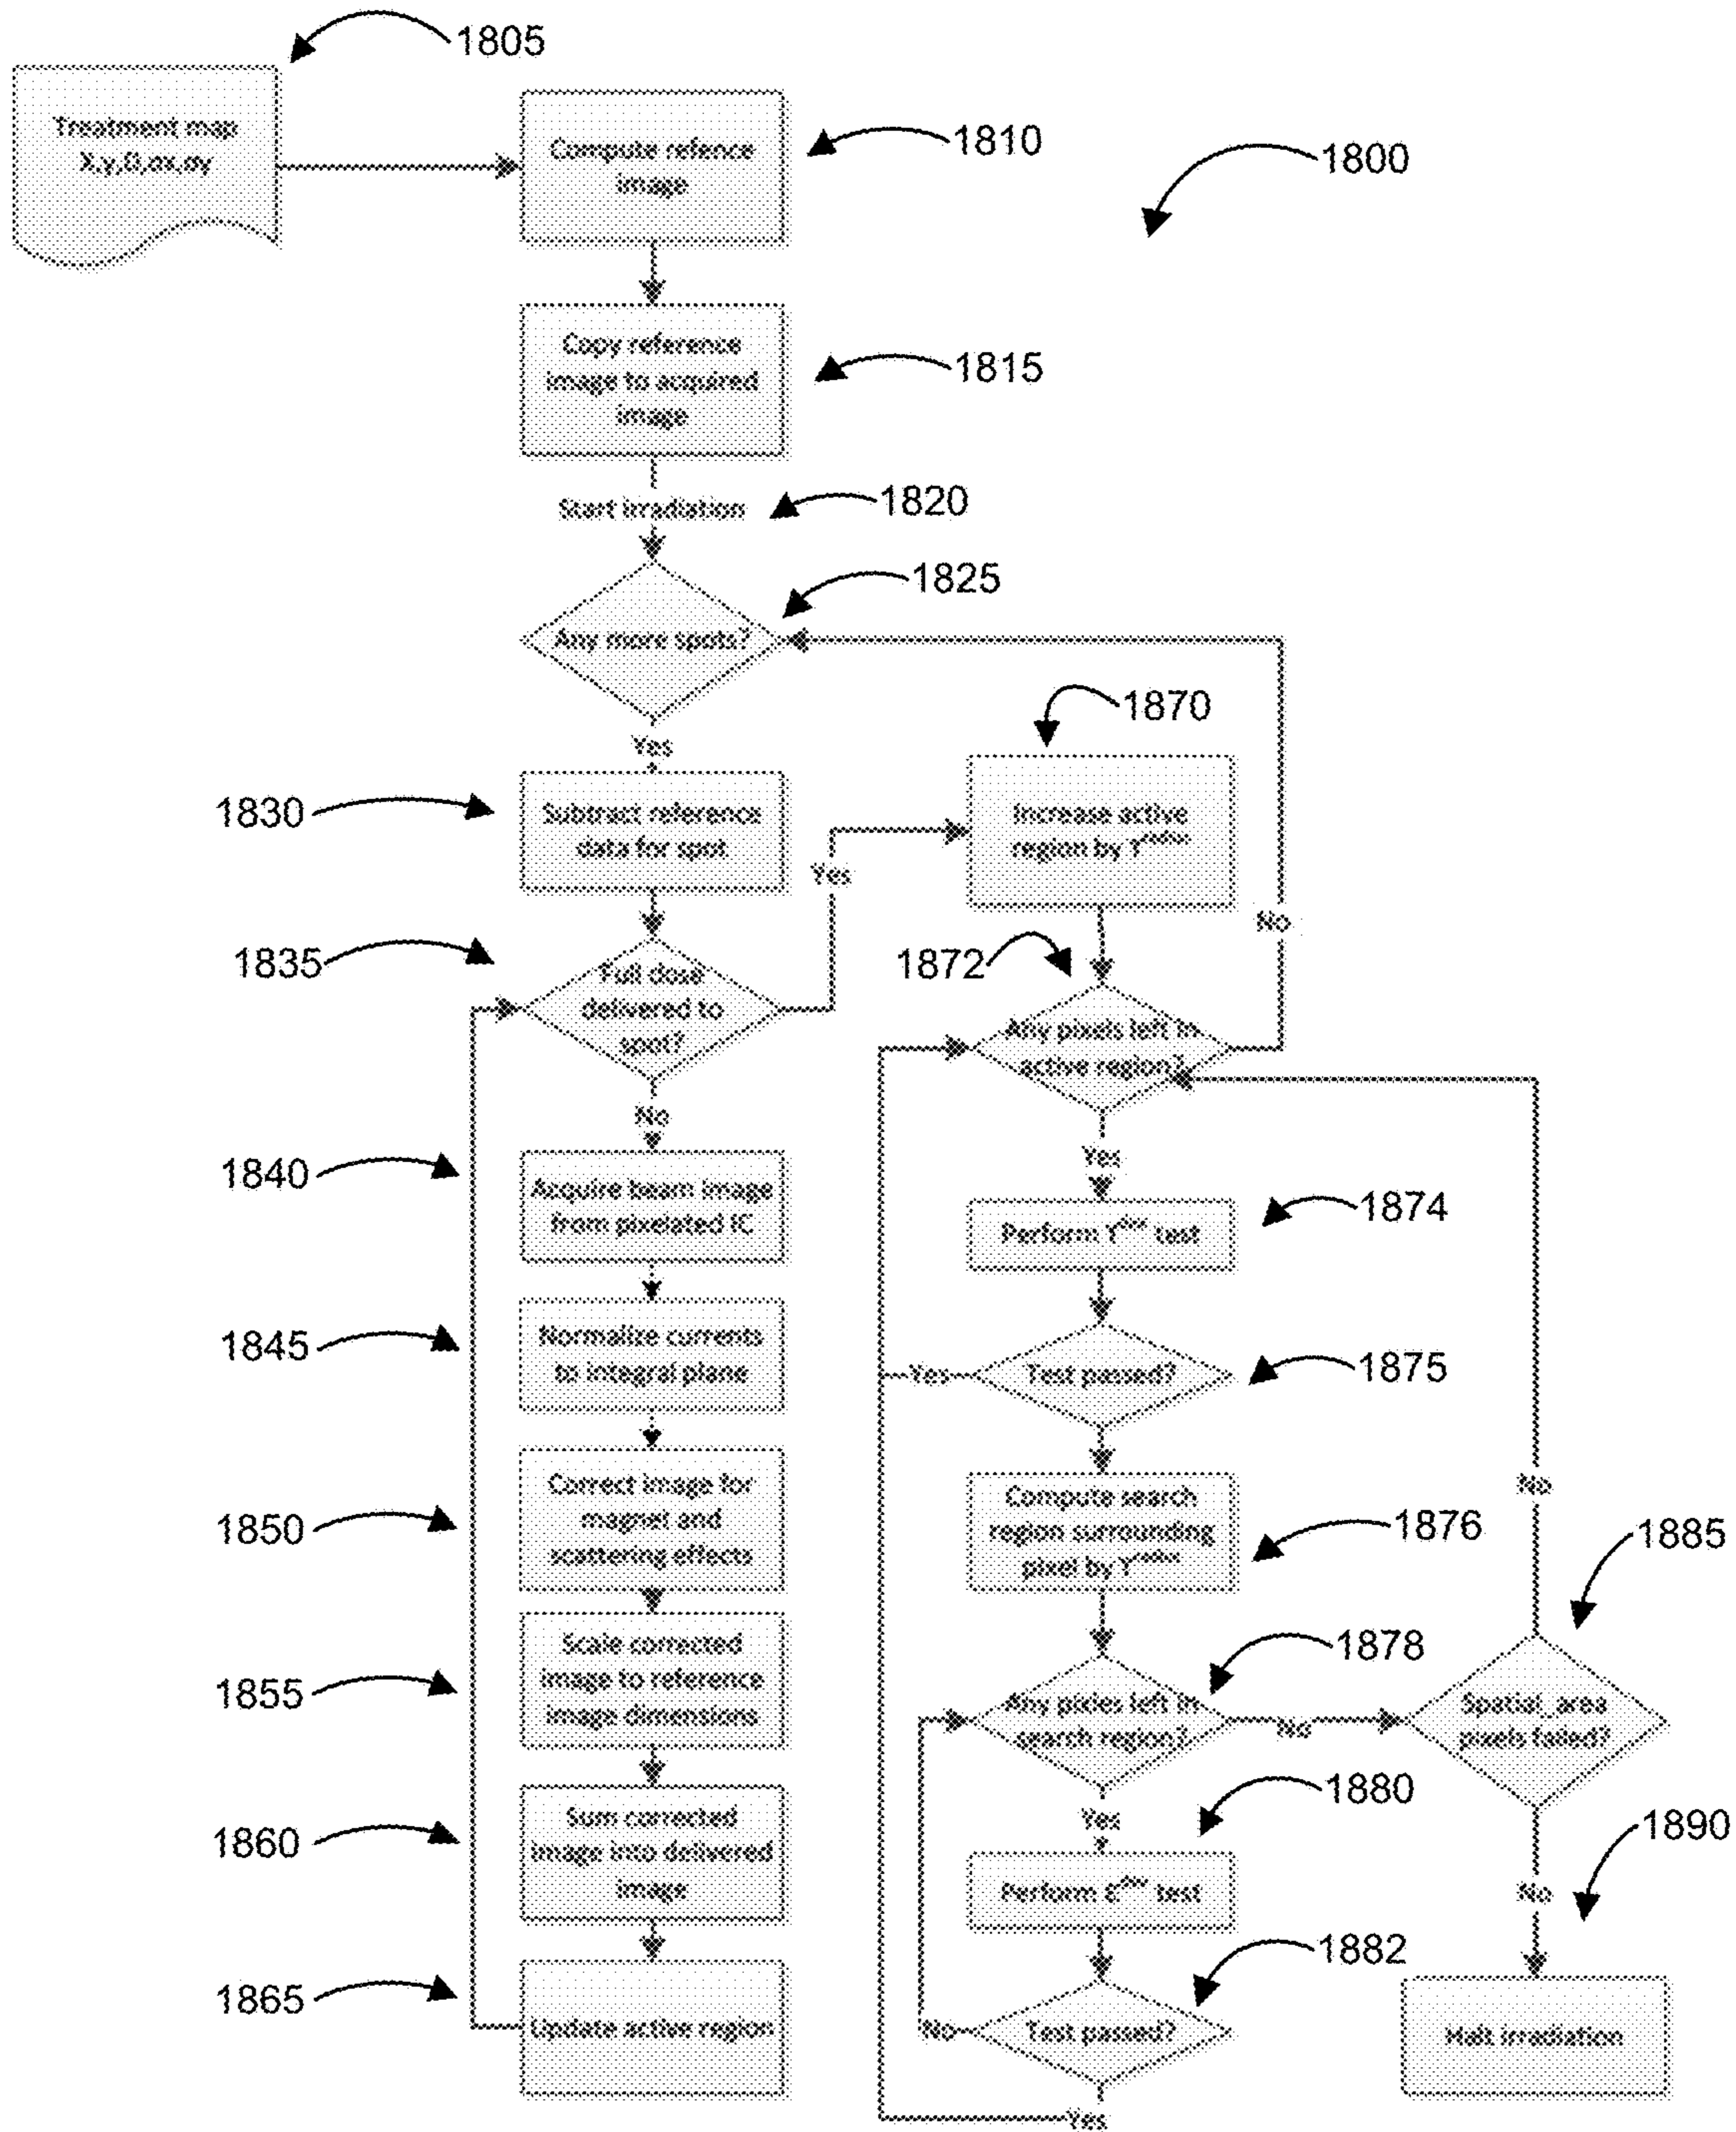 1805
Treatment map
X,y,D,σx,σy
Compute refence
image
1810
1800
Copy reference
image to acquired
image
1815
Start irradiation
1820
Any more spots?
1825
Yes
1830
Subtract reference
data for spot
1835
Full dose
delivered to
spot?
Yes
No
1840
Acquire beam image
from pixelated IC
1845
Normalize currents
to integral plane
1850
Correct image for
magnet and
scattering effects
1855
Scale corrected
image to reference
image dimensions
1860
Sum corrected
image into delivered
image
1865
Update active region
1870
Increase active
region by
No
1872
Any pixels left in
active region?
Yes
1874
Perform test
1875
Test passed?
Yes
1876
Compute search
region surrounding
pixel by
1878
Any pixles left in
search region?
No
Yes
1880
Perform test
1882
Test passed?
No
Yes
1885
Spatial_area
pixels failed?
No
No
1890
Halt irradiation